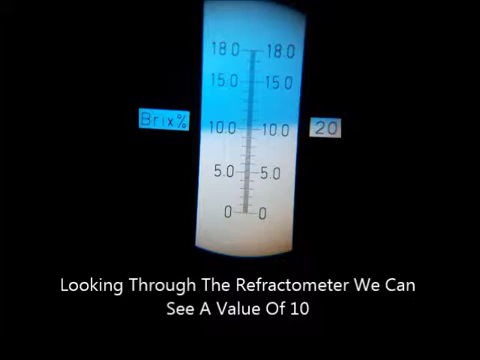 18.0 18.0
15.0 15.0
Brix% 10.0 10.0 20
5.0 5.0
0 0
Looking Through The Refractometer We Can
See A Value Of 10